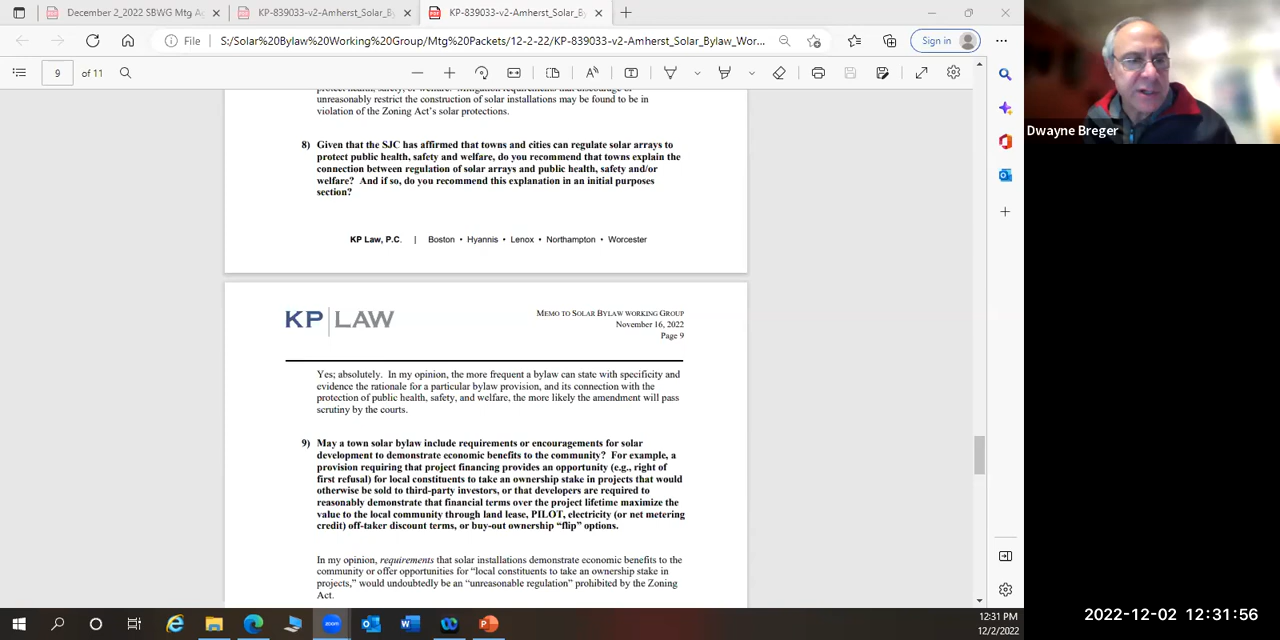 December 2_2022 SBWG Mtg Ag
KP-839033-v2-Amherst_Solar_By
KP-839033-v2-Amherst_Solar_By
File
S:/Solar%20Bylaw%20Working%20Group/Mtg%20Packets/12-2-22/KP-839033-v2-Amherst_Solar_Bylaw_Wor...
Sign in
9 of 11
unreasonably restrict the construction of solar installations may be found to be in
violation of the Zoning Act's solar protections.
8) Given that the SJC has affirmed that towns and cities can regulate solar arrays to
protect public health, safety and welfare, do you recommend that towns explain the
connection between regulation of solar arrays and public health, safety and/or
welfare? And if so, do you recommend this explanation in an initial purposes
section?
KP Law, P.C. | Boston • Hyannis • Lenox • Northampton • Worcester
KP LAW
MEMO TO SOLAR BYLAW WORKING GROUP
November 16, 2022
Page 9
Yes; absolutely. In my opinion, the more frequent a bylaw can state with specificity and
evidence the rationale for a particular bylaw provision, and its connection with the
protection of public health, safety, and welfare, the more likely the amendment will pass
scrutiny by the courts.
9) May a town solar bylaw include requirements or encouragements for solar
development to demonstrate economic benefits to the community? For example, a
provision requiring that project financing provides an opportunity (e.g., right of
first refusal) for local constituents to take an ownership stake in projects that would
otherwise be sold to third-party investors, or that developers are required to
reasonably demonstrate that financial terms over the project lifetime maximize the
value to the local community through land lease, PILOT, electricity (or net metering
credit) off-taker discount terms, or buy-out ownership “flip” options.
In my opinion, requirements that solar installations demonstrate economic benefits to the
community or offer opportunities for “local constituents to take an ownership stake in
projects,” would undoubtedly be an “unreasonable regulation” prohibited by the Zoning
Act.
Dwayne Breger
zoom
12:31 PM
12/2/2022
2022-12-02 12:31:56